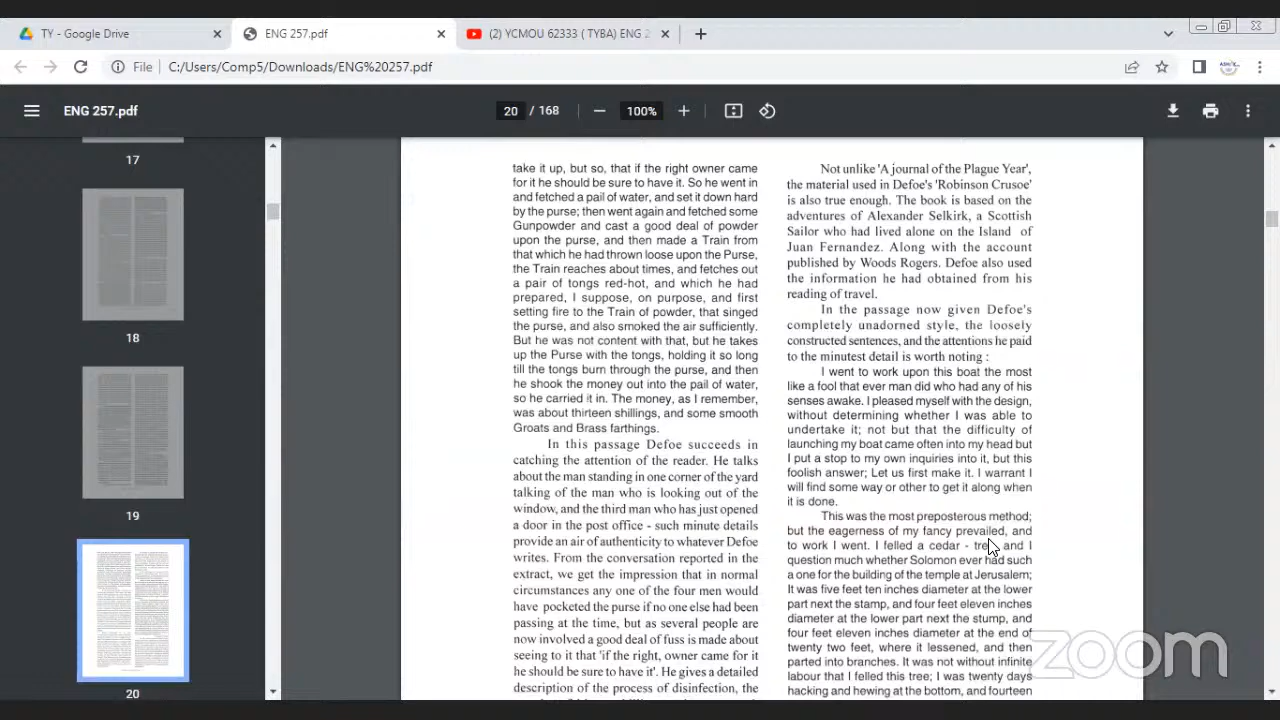 TY - Google Drive
ENG 257.pdf
(2) YCMOU 62333 ( TYBA) ENG 2
File
C:/Users/Comp5/Downloads/ENG%20257.pdf
ENG 257.pdf
20 / 168
100%
17
18
19
20
take it up, but so, that if the right owner came
for it he should be sure to have it. So he went in
and fetched a pail of water, and set it down hard
by the purse; then went again and fetched some
Gunpowder and cast a good deal of powder
upon the purse, and then made a Train from
that which he had thrown loose upon the Purse,
the Train reaches about times, and fetches out
a pair of tongs red-hot, and which he had
prepared, I suppose, on purpose, and first
setting fire to the Train of powder, that singed
the purse, and also smoked the air sufficiently.
But he was not content with that, but he takes
up the Purse with the tongs, holding it so long
till the tongs burn through the purse, and then
he shook the money out into the pail of water,
so he carried it in. The money, as I remember,
was about thirteen shillings, and some smooth
Groats and Brass farthings.
In this passage Defoe succeeds in
catching the attention of the reader. He talks
about the man standing in one corner of the yard
talking of the man who is looking out of the
window, and the third man who has just opened
a door in the post office - such minute details
provide an air of authenticity to whatever Defoe
writes. From the conversation reported in the
extract, we get the impression that in normal
circumstances any one of the four men would
have pocketed the purse if no one else had been
passing at the time, but as several people are
now involved a good deal of fuss is made about
seeing to it that 'if the right, owner came for it
he should be sure to have it'. He gives a detailed
description of the process of disinfection, the
Not unlike 'A journal of the Plague Year',
the material used in Defoe's 'Robinson Crusoe'
is also true enough. The book is based on the
adventures of Alexander Selkirk, a Scottish
Sailor who had lived alone on the Island of
Juan Fernandez. Along with the account
published by Woods Rogers. Defoe also used
the information he had obtained from his
reading of travel.
In the passage now given Defoe's
completely unadorned style, the loosely
constructed sentences, and the attentions he paid
to the minutest detail is worth noting :
I went to work upon this boat the most
like a fool that ever man did who had any of his
senses awake. I pleased myself with the design,
without determining whether I was able to
undertake it; not but that the difficulty of
launching my boat came often into my head but
I put a stop to my own inquiries into it, but this
foolish answer; Let us first make it. I warrant I
will find some way or other to get it along when
it is done.
This was the most preposterous method;
but the eagerness of my fancy prevailed, and
to work I went. I felled a cedar - tree and I
question much whether Solomon ever had such
a one for the building of the temple at Jerusalem;
It was five feet ten inches diameter at the lower
part next the stamp, and four feet eleven inches
diameter at the lower part next the stump, and
four feet eleven inches diameter at the end of
twenty two feet, where it lessened, and then
parted into branches. It was not without infinite
labour that I felled this tree; I was twenty days
hacking and hewing at the bottom, and fourteen
zoom